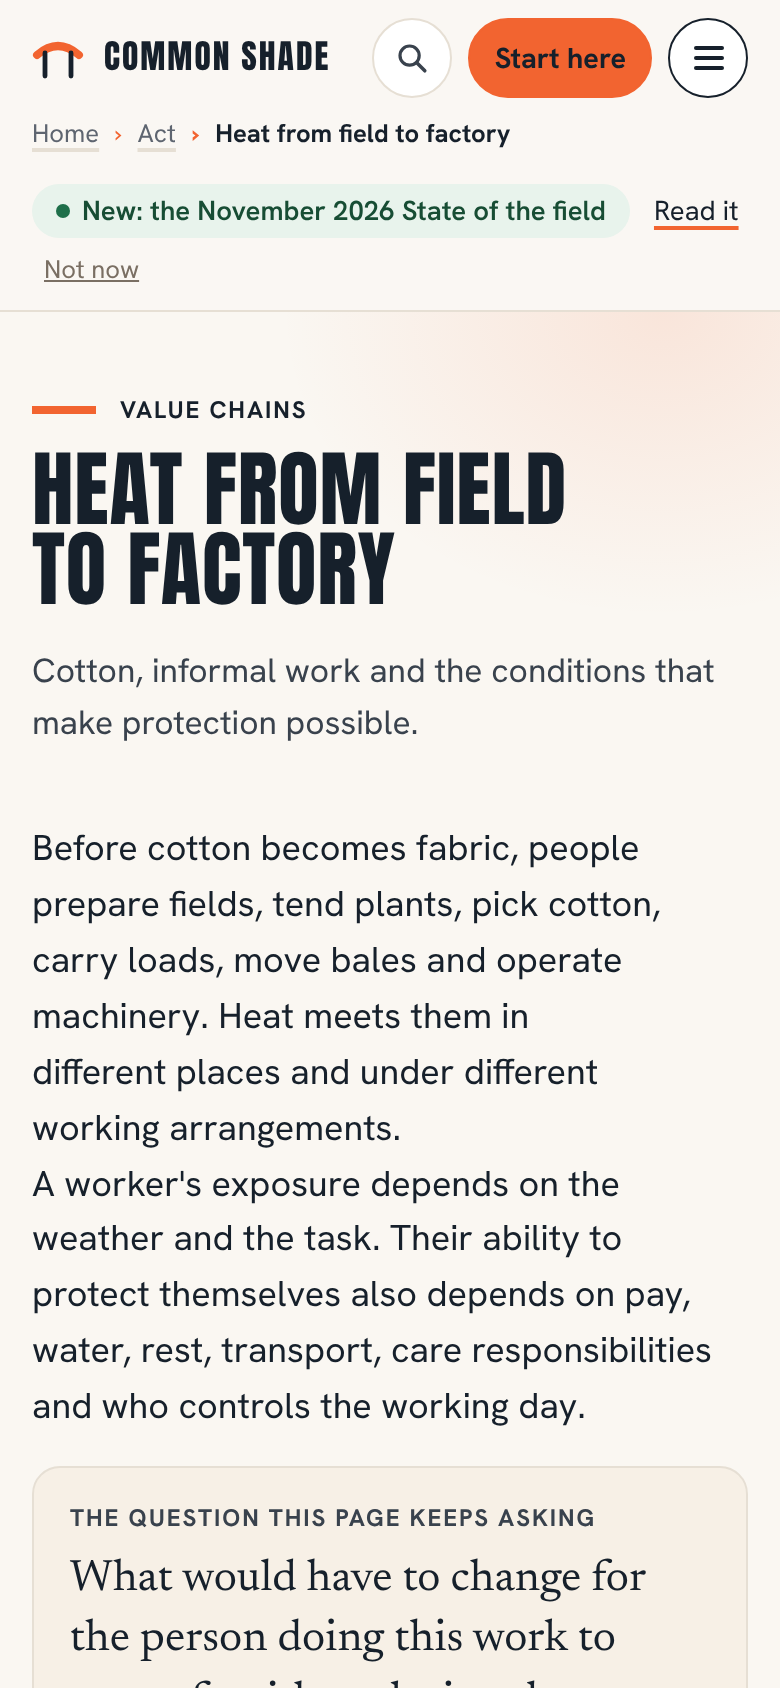 COMMON SHADE
Start here
Home › Act › Heat from field to factory
New: the November 2026 State of the field
Read it
Not now
VALUE CHAINS
HEAT FROM FIELD
TO FACTORY
Cotton, informal work and the conditions that
make protection possible.
Before cotton becomes fabric, people
prepare fields, tend plants, pick cotton,
carry loads, move bales and operate
machinery. Heat meets them in
different places and under different
working arrangements.
A worker's exposure depends on the
weather and the task. Their ability to
protect themselves also depends on pay,
water, rest, transport, care responsibilities
and who controls the working day.
THE QUESTION THIS PAGE KEEPS ASKING
What would have to change for
the person doing this work to